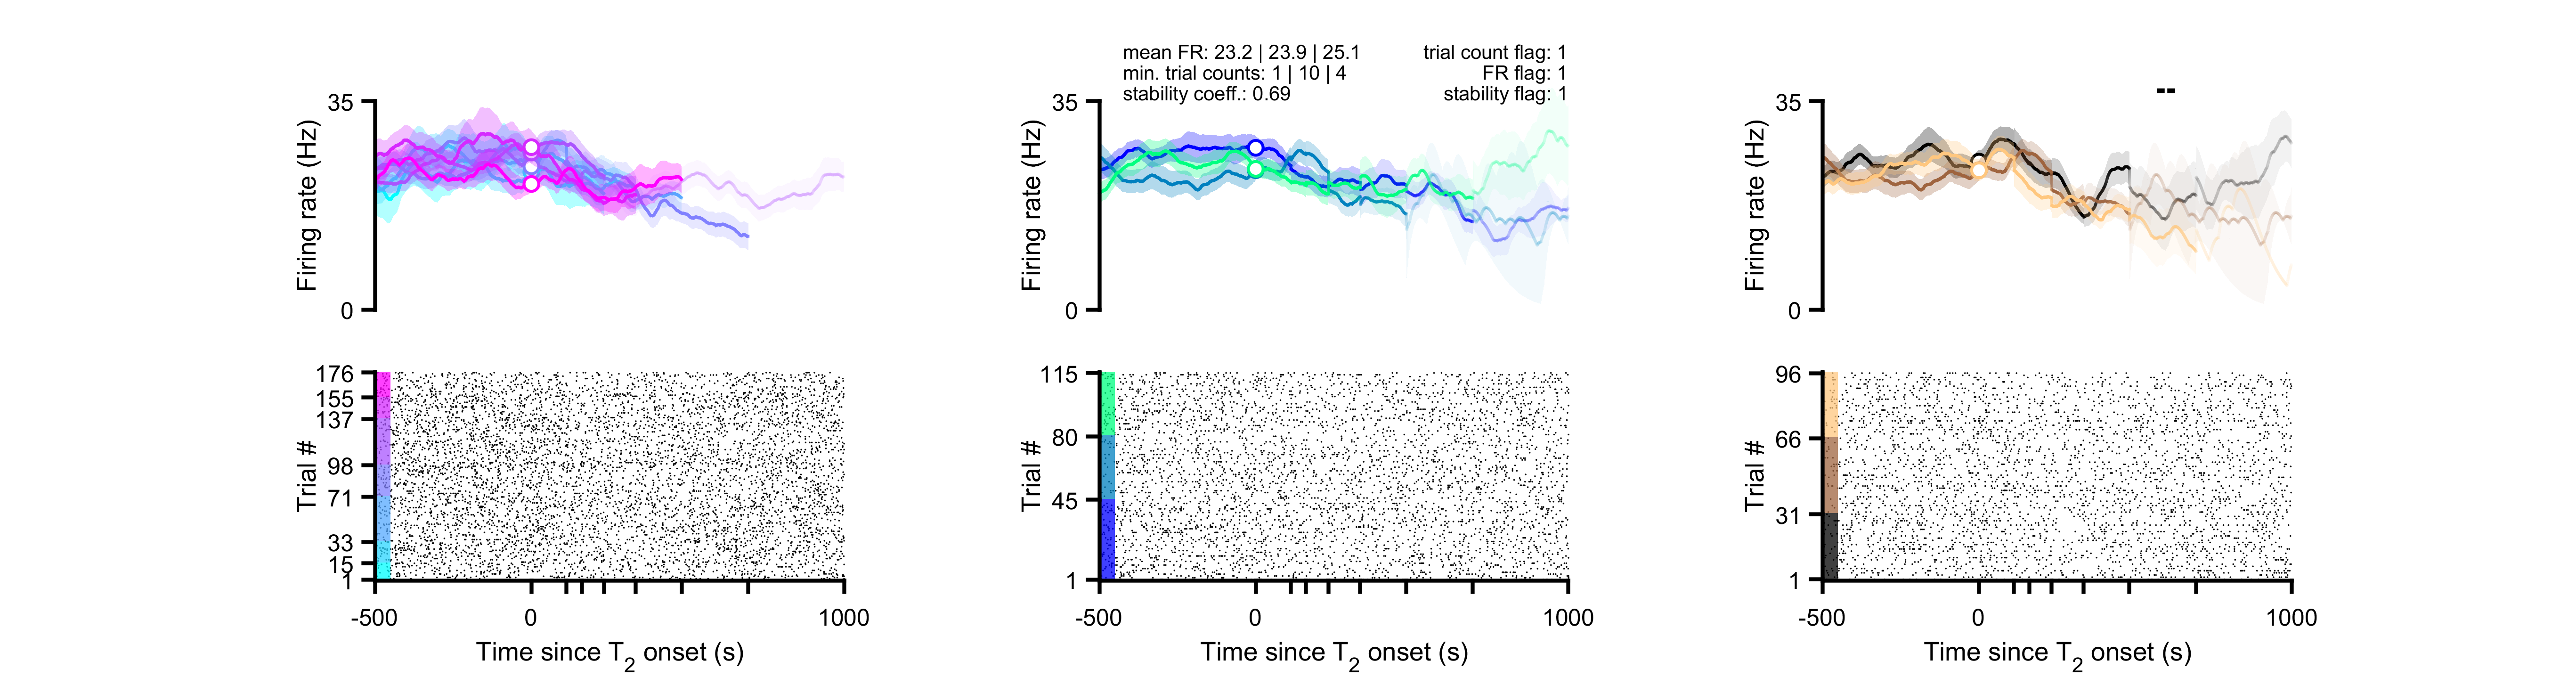 mean FR: 23.2 | 23.9 | 25.1
trial count flag: 1
min. trial counts: 1 | 10 | 4
FR flag: 1
stability coeff.: 0.69
stability flag: 1
--
35
Firing rate (Hz)
0
35
Firing rate (Hz)
0
35
Firing rate (Hz)
0
176
155
137
98
71
33
15
1
Trial #
-500
0
1000
Time since T2 onset (s)
115
80
45
1
Trial #
-500
0
1000
Time since T2 onset (s)
96
66
31
1
Trial #
-500
0
1000
Time since T2 onset (s)